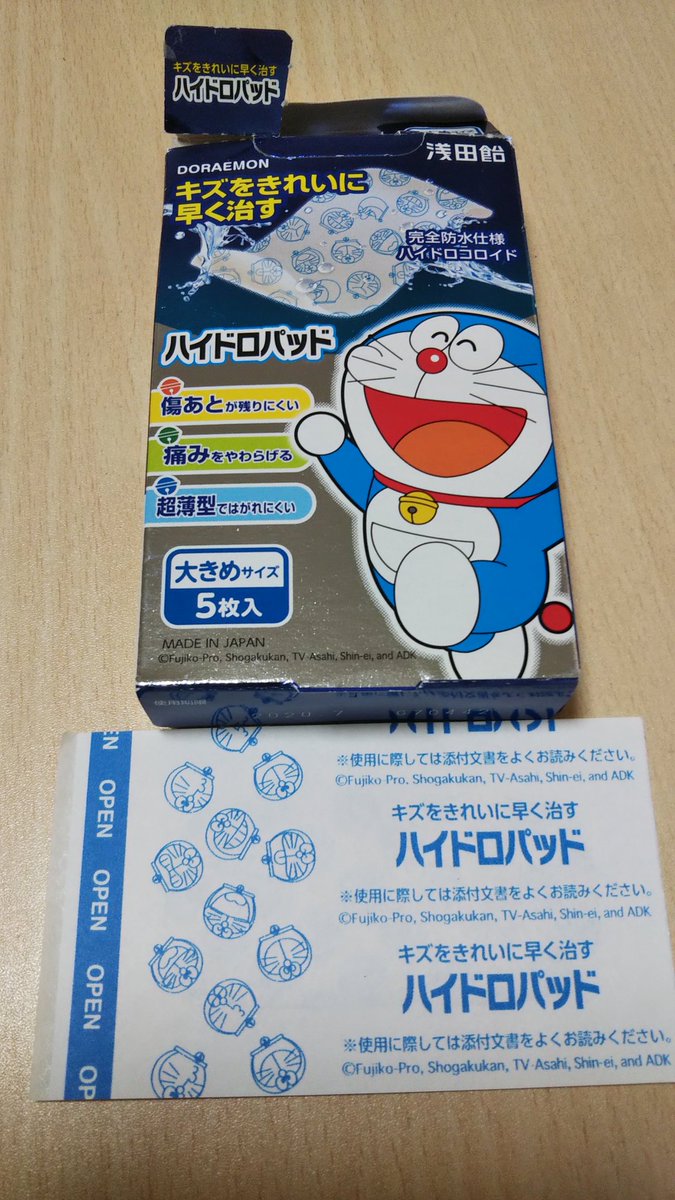 キズをきれいに早く治す
ハイドロパッド
DORAEMON
浅田飴
キズをきれいに
早く治す
完全防水仕様
ハイドロコロイド
ハイドロパッド
傷あとが残りにくい
痛みをやわらげる
超薄型ではがれにくい
大きめサイズ
5枚入
MADE IN JAPAN
©Fujiko-Pro, Shogakukan, TV-Asahi, Shin-ei, and ADK
使用期限
OPEN
OPEN
OPEN
※使用に際しては添付文書をよくお読みください。
©Fujiko-Pro, Shogakukan, TV-Asahi, Shin-ei, and ADK
キズをきれいに早く治す
ハイドロパッド
※使用に際しては添付文書をよくお読みください。
©Fujiko-Pro, Shogakukan, TV-Asahi, Shin-ei, and ADK
キズをきれいに早く治す
ハイドロパッド
※使用に際しては添付文書をよくお読みください。
©Fujiko-Pro, Shogakukan, TV-Asahi, Shin-ei, and ADK